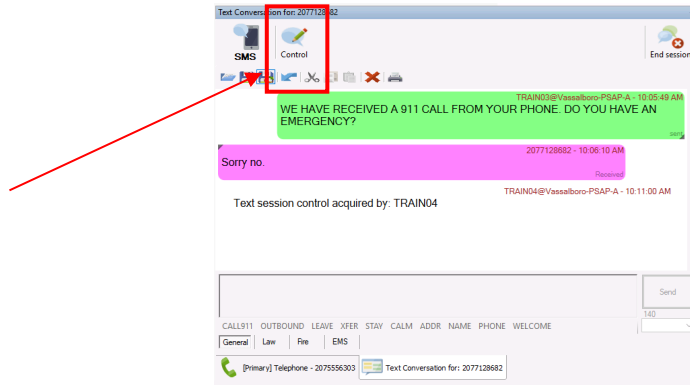 Text Conversation for: 2077128682
SMS
Control
End session
TRAIN03@Vassalboro-PSAP-A - 10:05:49 AM
WE HAVE RECEIVED A 911 CALL FROM YOUR PHONE. DO YOU HAVE AN
EMERGENCY?
sent
2077128682 - 10:06:10 AM
Sorry no.
Received
TRAIN04@Vassalboro-PSAP-A - 10:11:00 AM
Text session control acquired by: TRAIN04
Send
140
CALL911 OUTBOUND LEAVE XFER STAY CALM ADDR NAME PHONE WELCOME
General Law Fire EMS
[Primary] Telephone - 2075556303 Text Conversation for: 2077128682